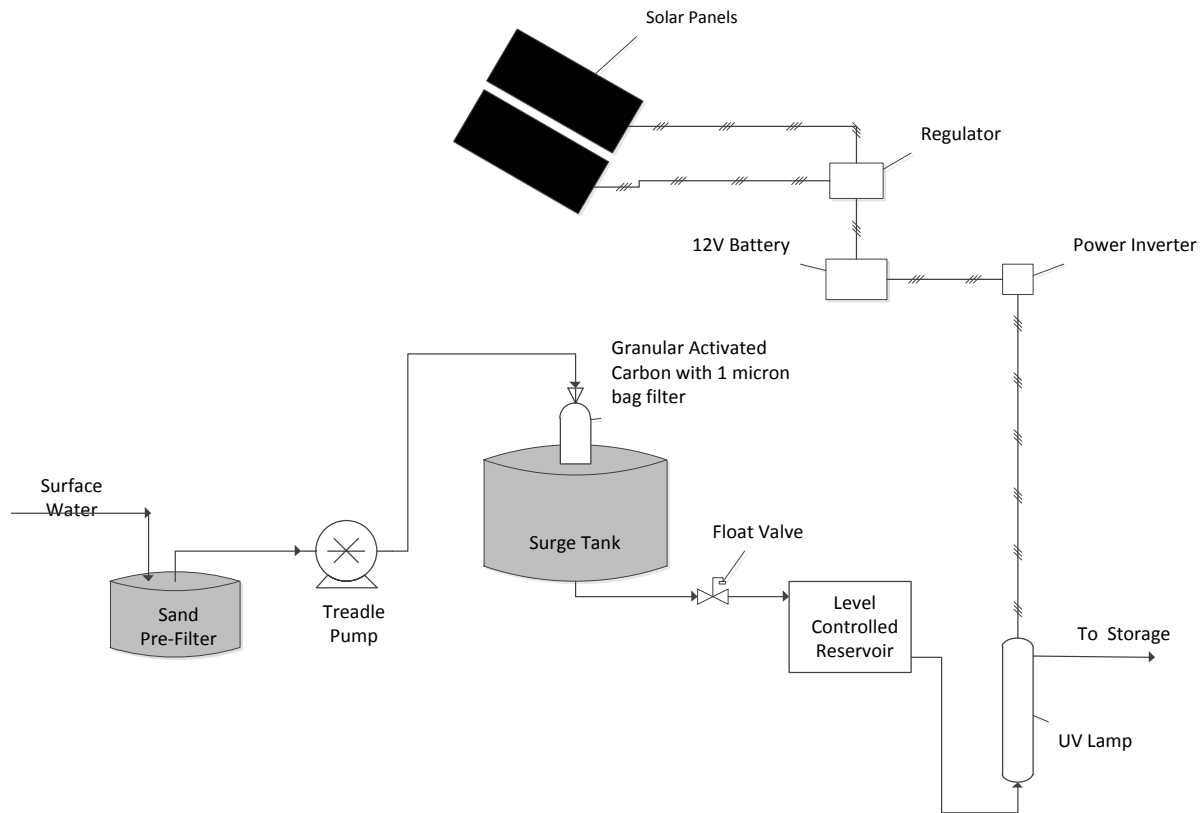 Solar Panels
Regulator
12V Battery
Power Inverter
Granular Activated
Carbon with 1 micron
bag filter
Surface
Water
Surge Tank
Float Valve
Sand
Pre-Filter
Treadle
Pump
Level
Controlled
Reservoir
To Storage
UV Lamp